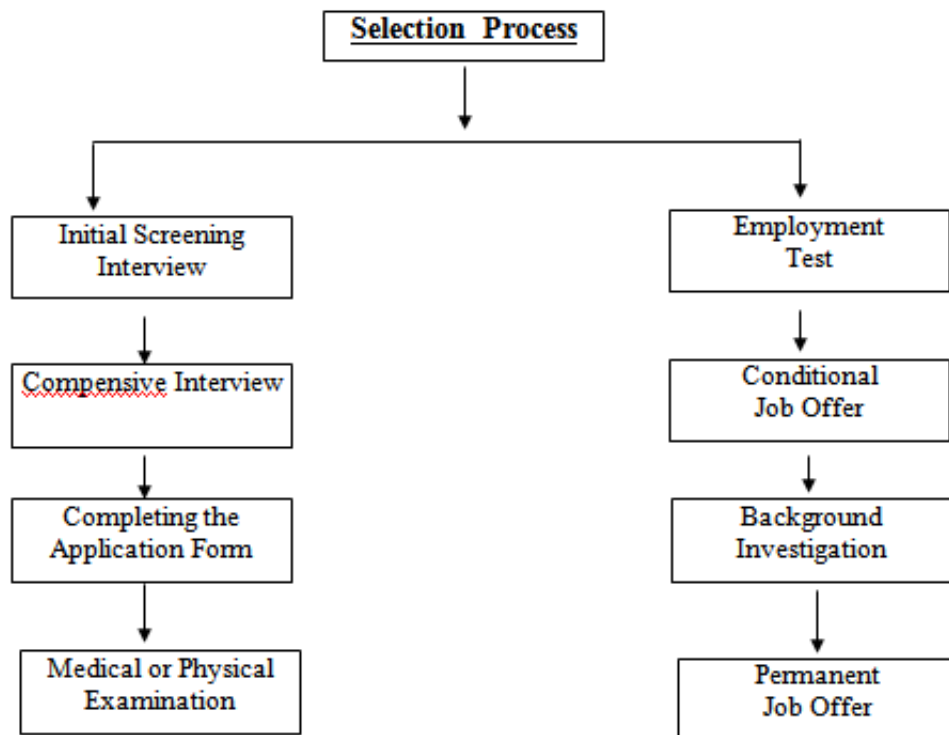 Selection Process
Initial Screening
Interview
Compensive Interview
Completing the
Application Form
Medical or Physical
Examination
Employment
Test
Conditional
Job Offer
Background
Investigation
Permanent
Job Offer